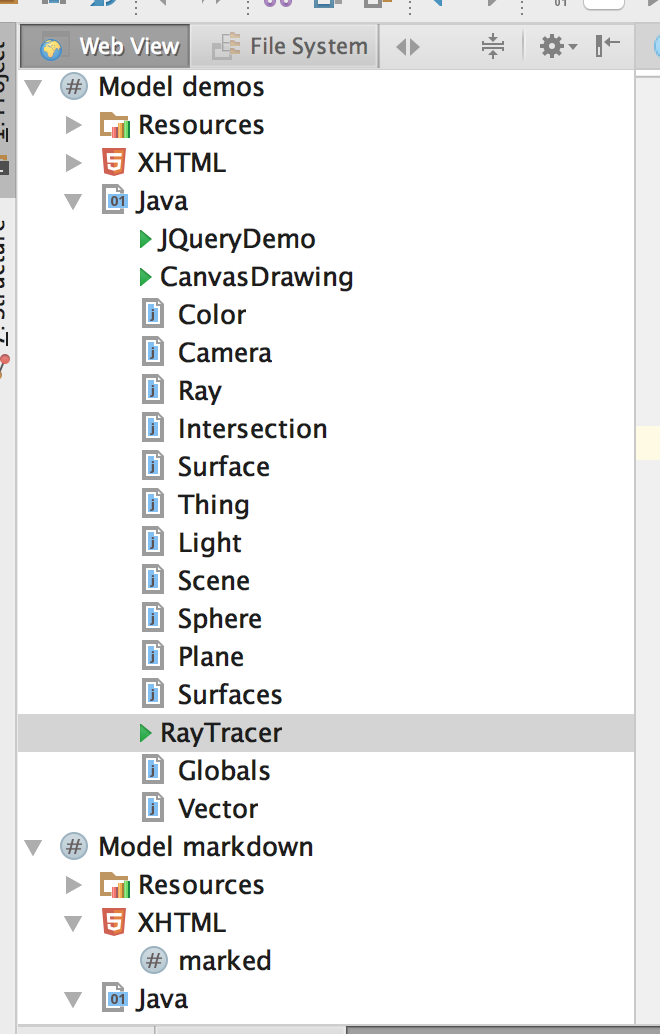 Web View File System
1: Project
Model demos
Resources
XHTML
Java
JQueryDemo
CanvasDrawing
Color
Camera
Ray
Intersection
Surface
Thing
Light
Scene
Sphere
Plane
Surfaces
RayTracer
Globals
Vector
Model markdown
Resources
XHTML
marked
Java
Z: Structure